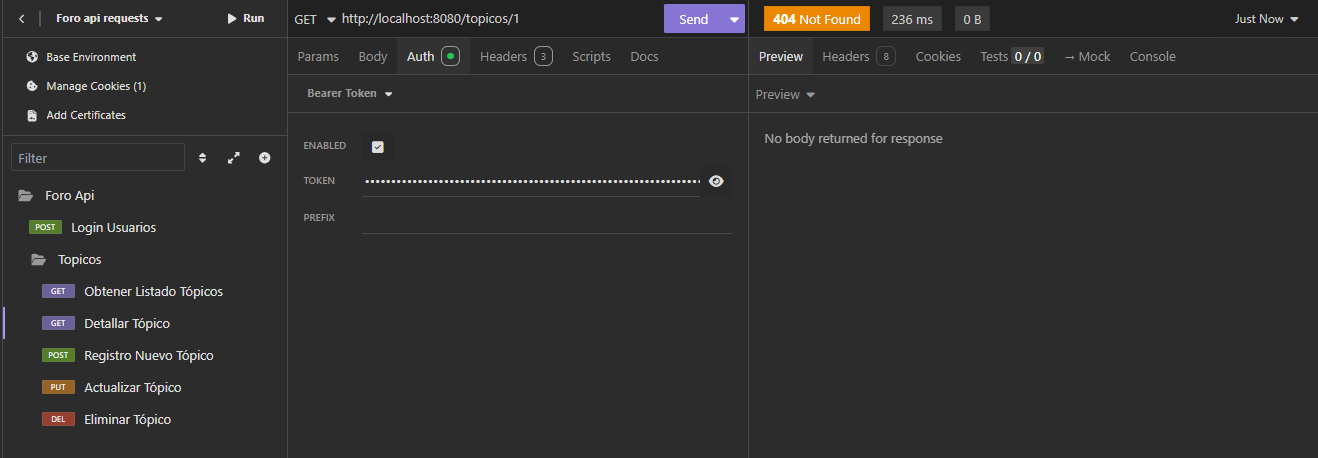 Foro api requests
Run
Base Environment
Manage Cookies (1)
Add Certificates
Filter
Foro Api
POST Login Usuarios
Topicos
GET Obtener Listado Tópicos
GET Detallar Tópico
POST Registro Nuevo Tópico
PUT Actualizar Tópico
DEL Eliminar Tópico
GET http://localhost:8080/topicos/1 Send
Params Body Auth Headers 3 Scripts Docs
Bearer Token
ENABLED
TOKEN ••••••••••••••••••••••••••••••••••••••••••••••••••••••••••••••••
PREFIX
404 Not Found 236 ms 0 B Just Now
Preview Headers 8 Cookies Tests 0 / 0 → Mock Console
Preview
No body returned for response